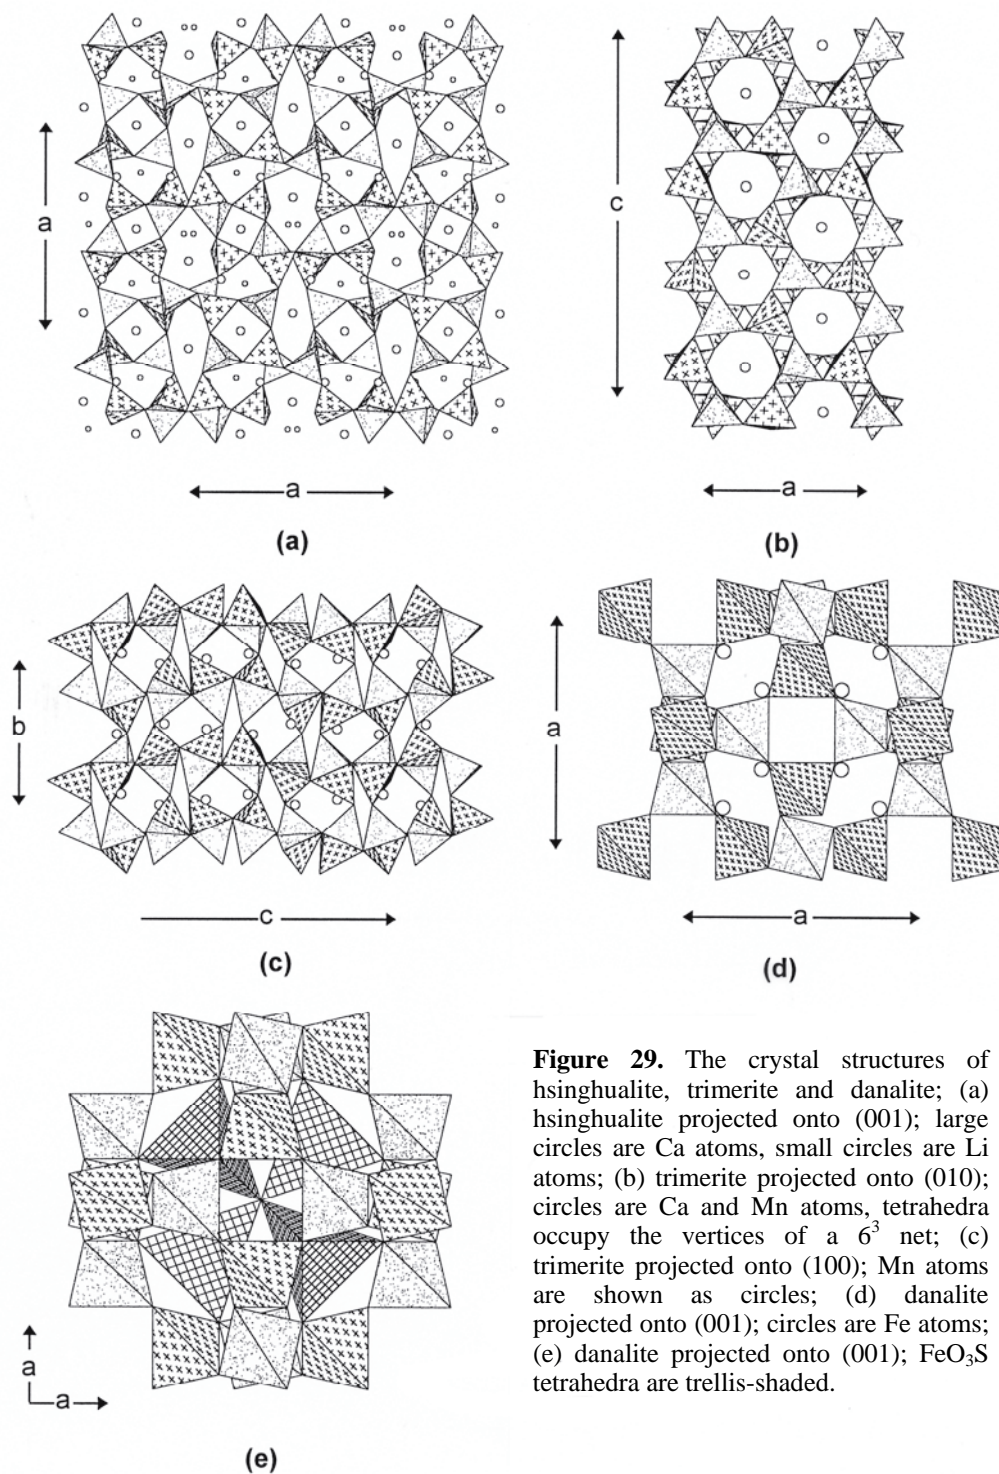 a
a
(a)
c
a
(b)
b
c
(c)
a
a
(d)
a
a
(e)
Figure 29. The crystal structures of
hsinghualite, trimerite and danalite; (a)
hsinghualite projected onto (001); large
circles are Ca atoms, small circles are Li
atoms; (b) trimerite projected onto (010);
circles are Ca and Mn atoms, tetrahedra
occupy the vertices of a 6³ net; (c)
trimerite projected onto (100); Mn atoms
are shown as circles; (d) danalite
projected onto (001); circles are Fe atoms;
(e) danalite projected onto (001); FeO₃S
tetrahedra are trellis-shaded.